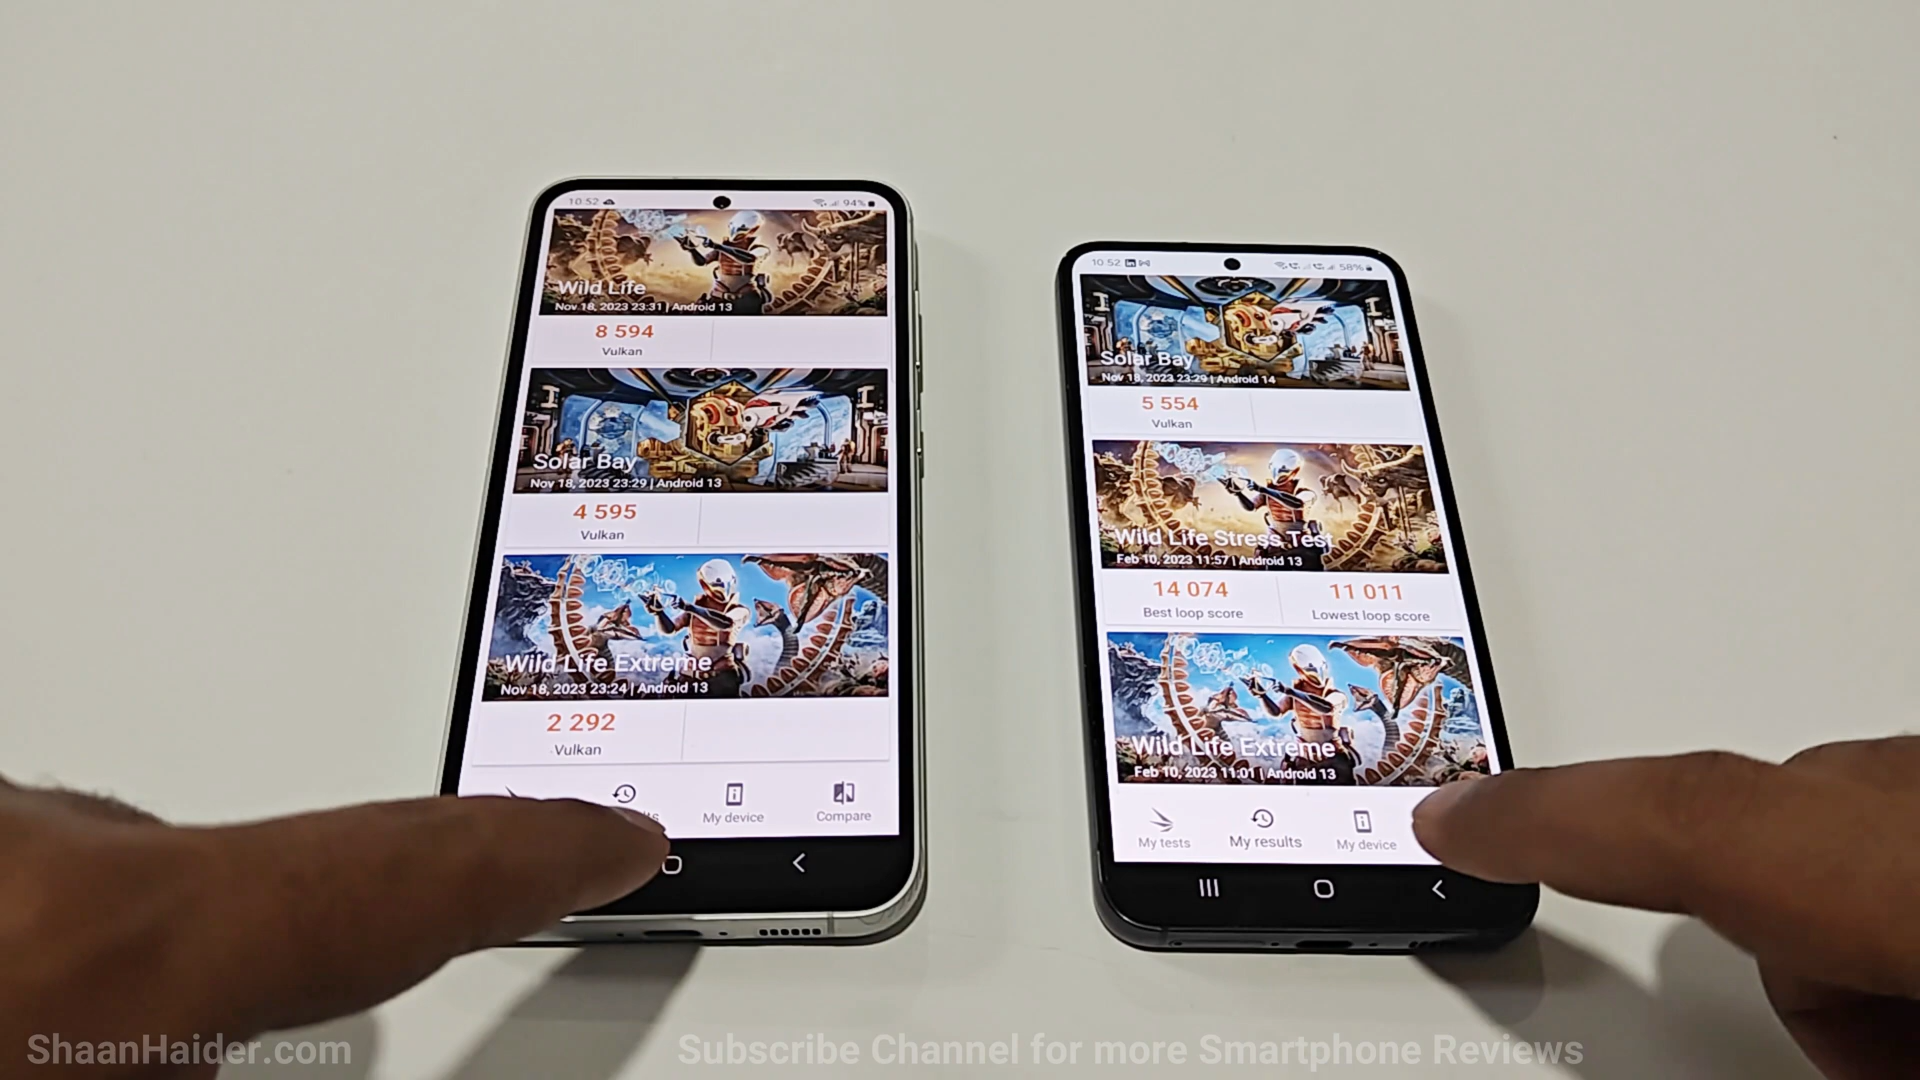 10:52
94%
Wild Life
Nov 18, 2023 23:31 | Android 13
8 594
Vulkan
Solar Bay
Nov 18, 2023 23:29 | Android 13
4 595
Vulkan
Wild Life Extreme
Nov 18, 2023 23:24 | Android 13
2 292
Vulkan
My device
Compare
10:52
58%
Solar Bay
Nov 18, 2023 23:29 | Android 14
5 554
Vulkan
Wild Life Stress Test
Feb 10, 2023 11:57 | Android 13
14 074
Best loop score
11 011
Lowest loop score
Wild Life Extreme
Feb 10, 2023 11:01 | Android 13
My tests
My results
My device
ShaanHaider.com
Subscribe Channel for more Smartphone Reviews